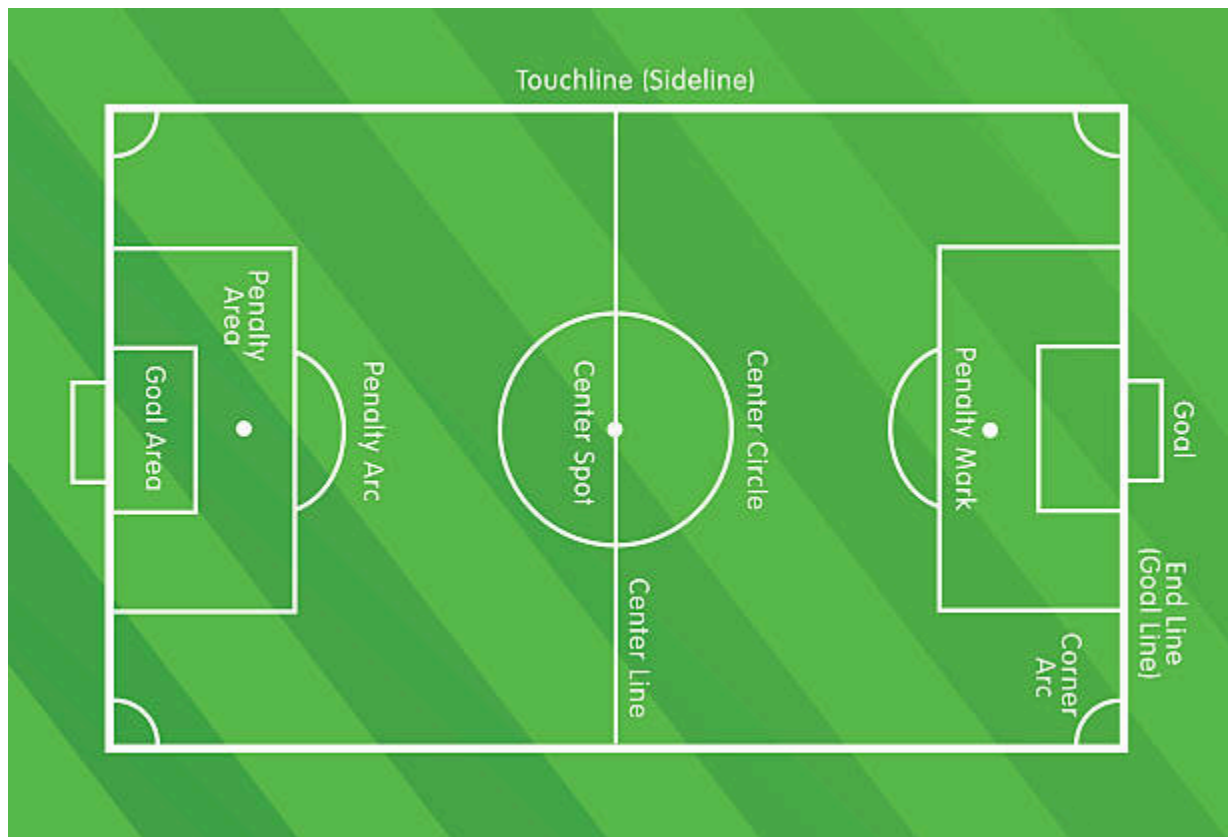 Touchline (Sideline)
Penalty
Area
Goal Area
Penalty Arc
Center Spot
Center Circle
Center Line
Penalty Mark
Goal
End Line
(Goal Line)
Corner
Arc